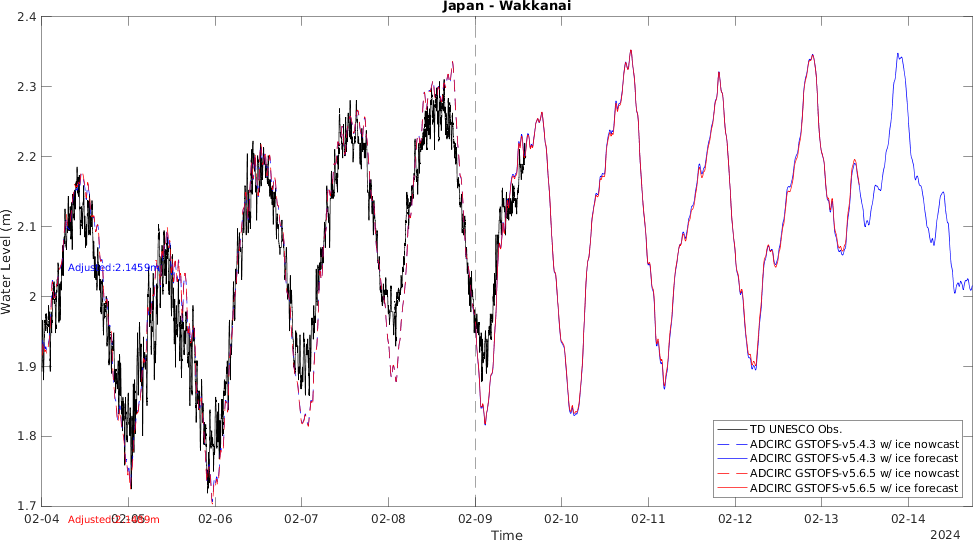 Japan - Wakkanai
2.4
2.3
2.2
2.1
2
1.9
1.8
1.7
Water Level (m)
Adjusted:2.1459m
Adjusted:2.1459m
02-04
02-05
02-06
02-07
02-08
02-09
02-10
02-11
02-12
02-13
02-14
Time
2024
TD UNESCO Obs.
ADCIRC GSTOFS-v5.4.3 w/ ice nowcast
ADCIRC GSTOFS-v5.4.3 w/ ice forecast
ADCIRC GSTOFS-v5.6.5 w/ ice nowcast
ADCIRC GSTOFS-v5.6.5 w/ ice forecast